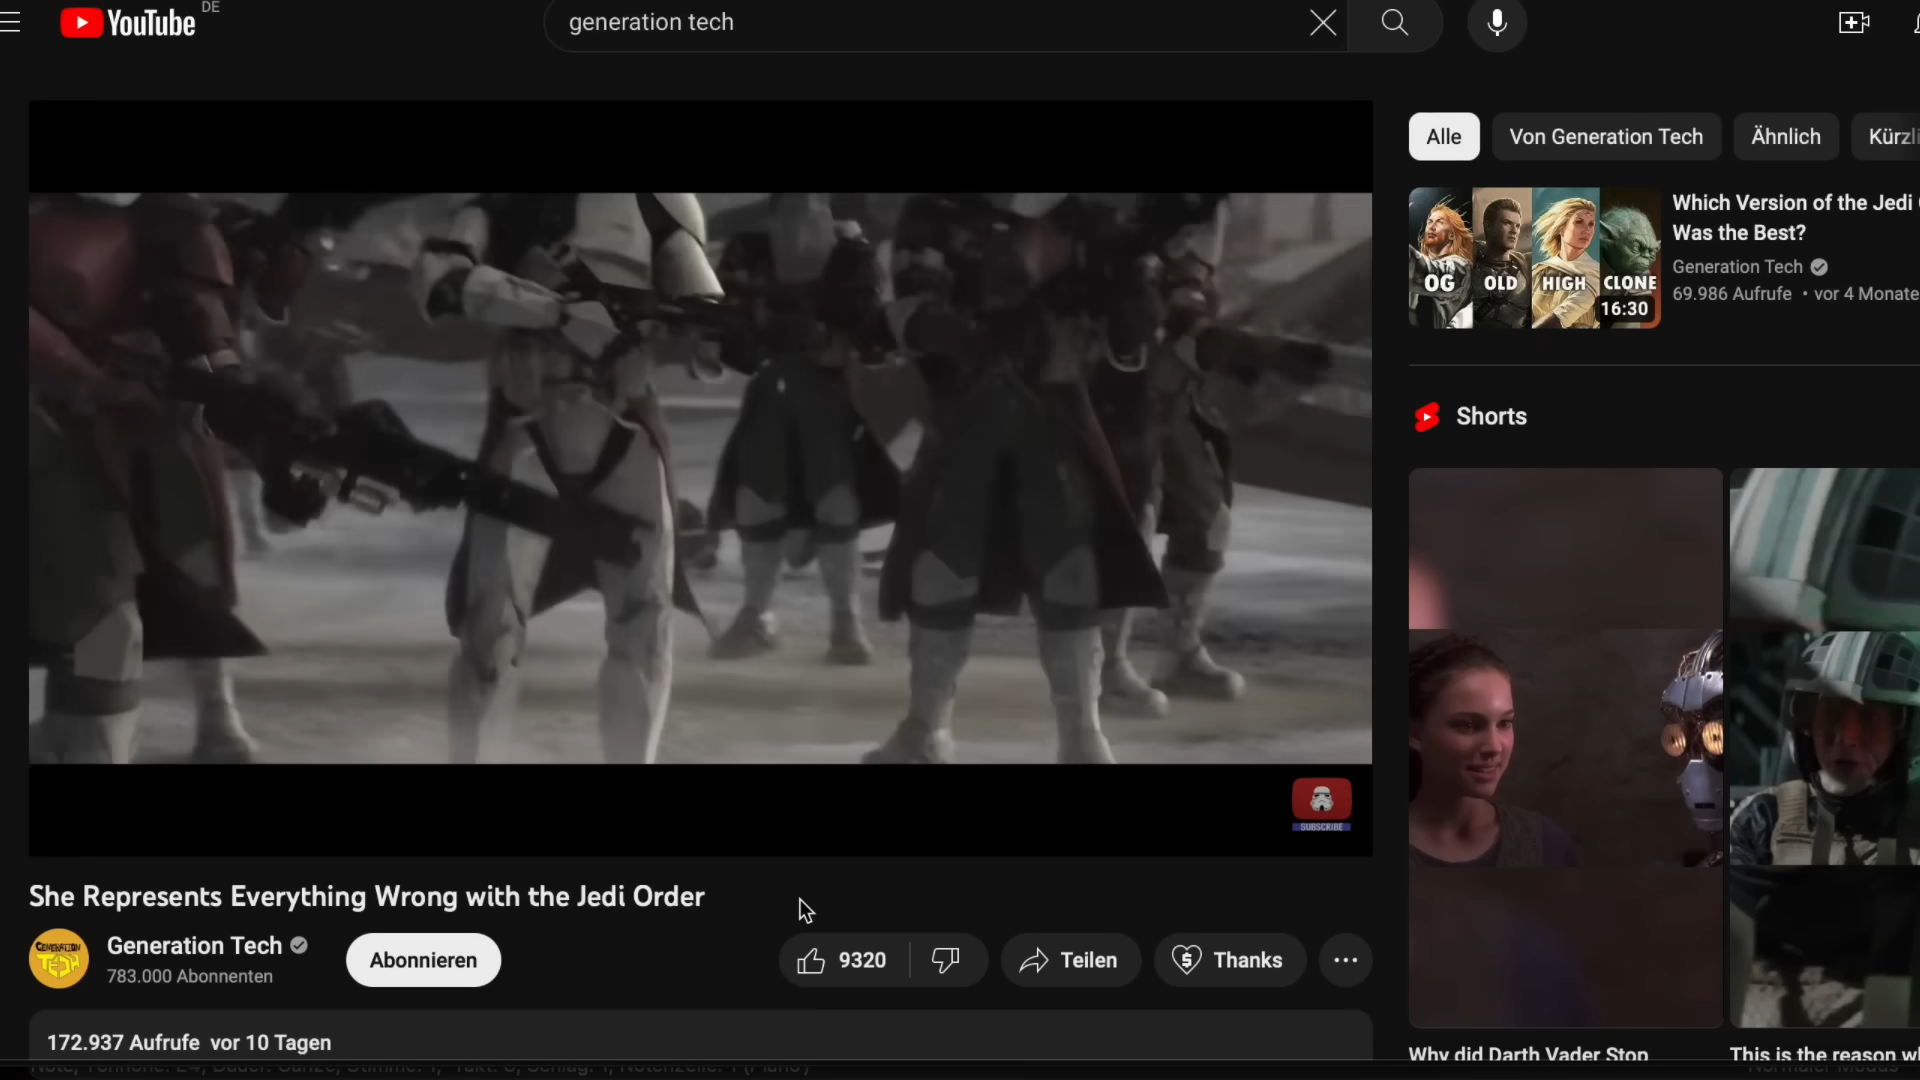 YouTube DE
generation tech
Alle
Von Generation Tech
Ähnlich
OG
OLD
HIGH
CLONE
16:30
Which Version of the Jedi
Was the Best?
Generation Tech
69.986 Aufrufe • vor 4 Monate
Shorts
SUBSCRIBE
She Represents Everything Wrong with the Jedi Order
GENERATION
TECH
Generation Tech
783.000 Abonnenten
Abonnieren
9320
Teilen
Thanks
172.937 Aufrufe vor 10 Tagen
Why did Darth Vader Stop
This is the reason